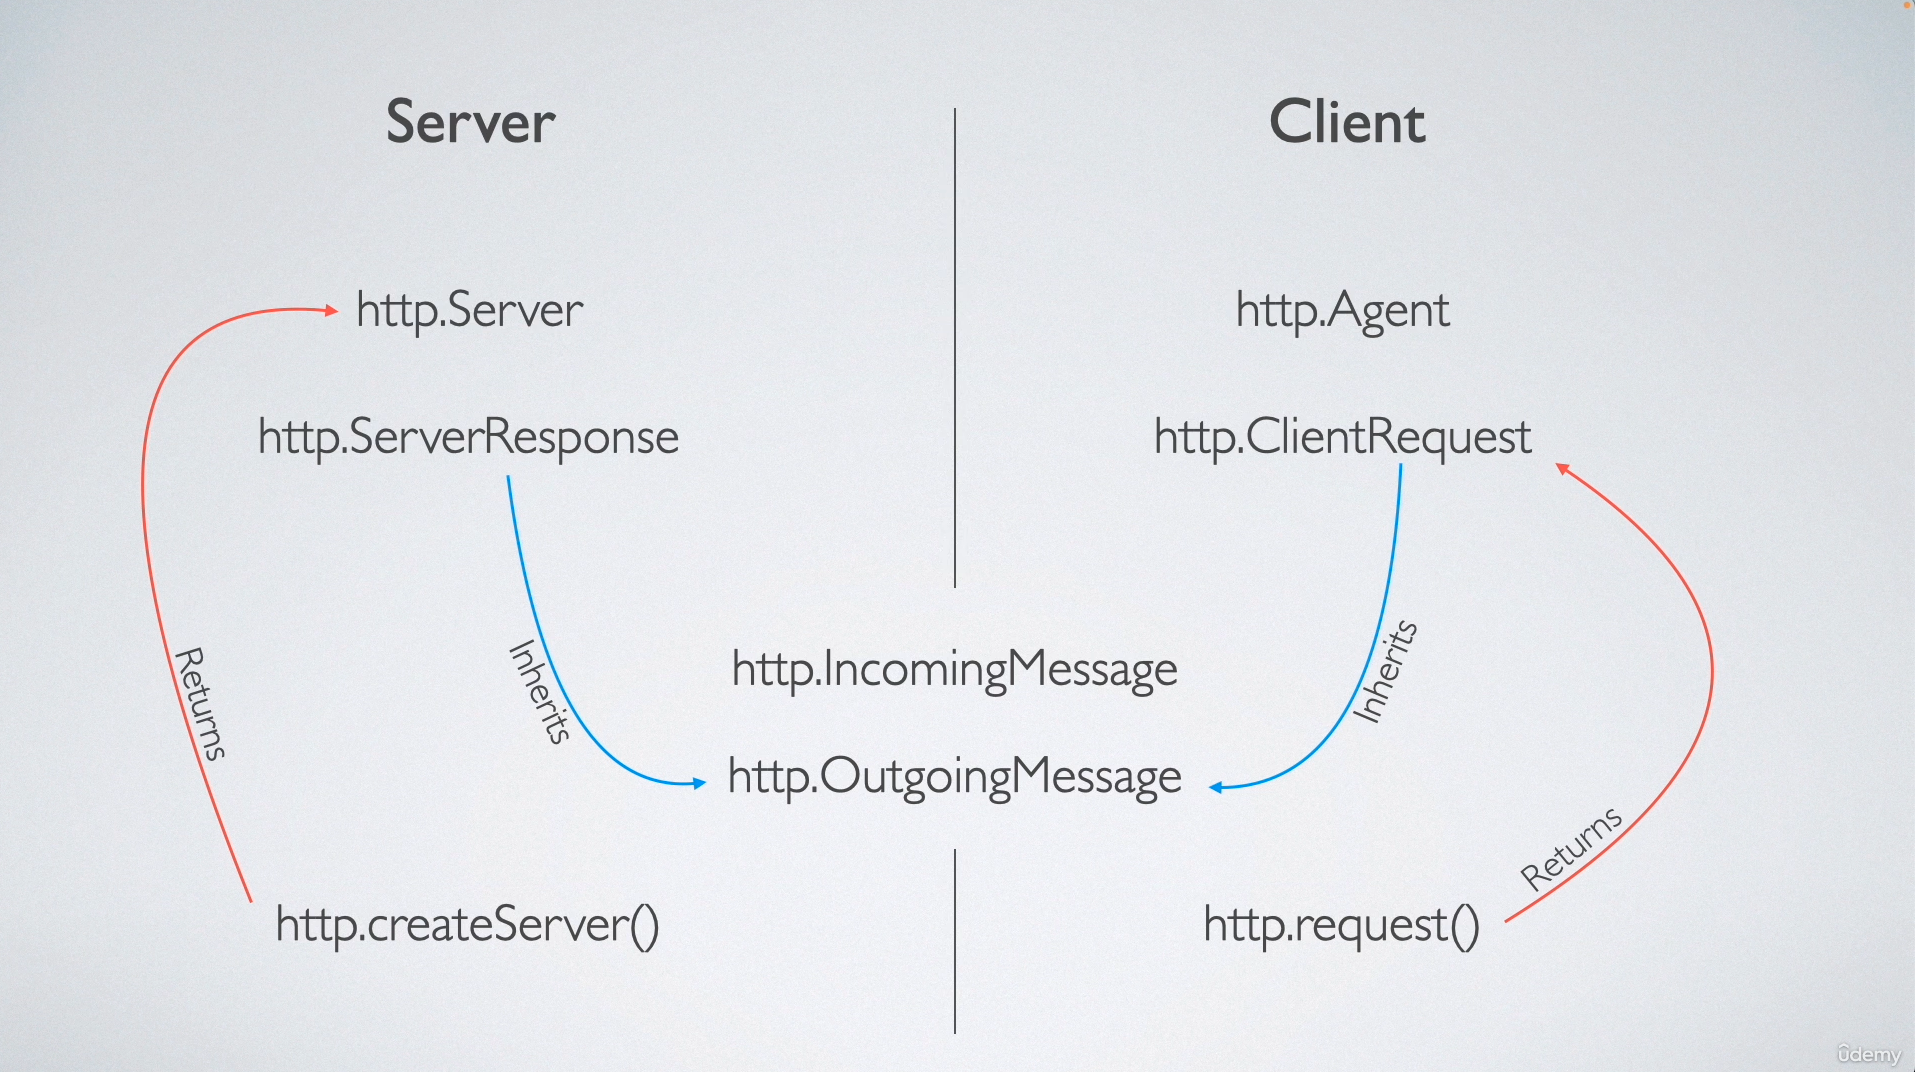 Server
Client
http.Server
http.Agent
http.ServerResponse
http.ClientRequest
Returns
Inherits
Inherits
http.IncomingMessage
http.OutgoingMessage
Returns
http.createServer()
http.request()
ûdemy